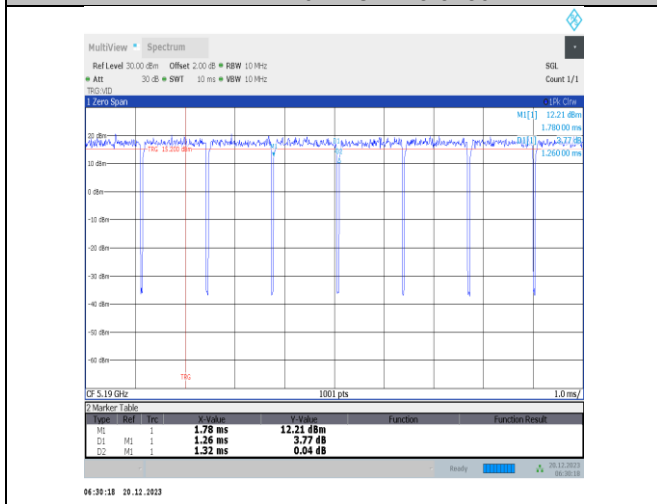 MultiView Spectrum
Ref Level 30.00 dBm Offset 2.00 dB RBW 10 MHz SGL
Att 30 dB SWT 10 ms VBW 10 MHz Count 1/1
TRG:VID
1 Zero Span 1Pk Clrw
M1[1] 12.21 dBm
1.780 00 ms
20 dBm D1[1] 3.77 dB
TRG 15.200 dBm 1.260 00 ms
10 dBm
0 dBm
-10 dBm
-20 dBm
-30 dBm
-40 dBm
-50 dBm
-60 dBm
TRG
CF 5.19 GHz 1001 pts 1.0 ms/
2 Marker Table
Type Ref Trc X-Value Y-Value Function Function Result
M1 1 1.78 ms 12.21 dBm
D1 M1 1 1.26 ms 3.77 dB
D2 M1 1 1.32 ms 0.04 dB
Ready 20.12.2023
06:30:18
06:30:18 20.12.2023